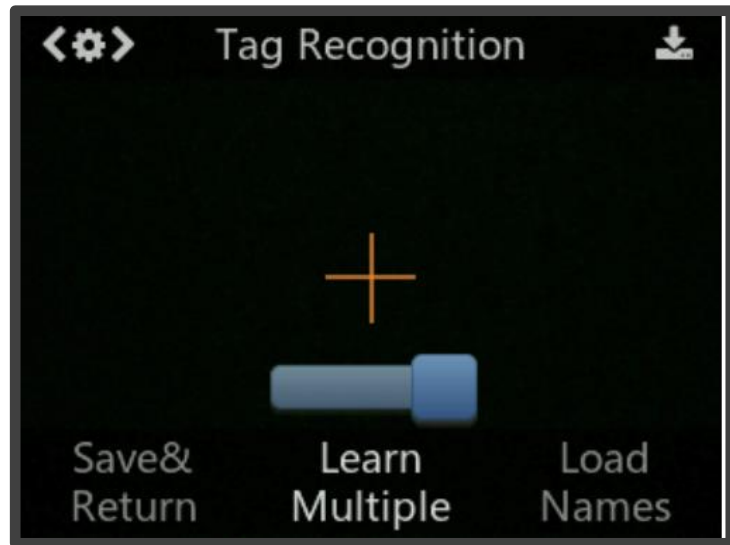 Tag Recognition
Save&
Return
Learn
Multiple
Load
Names